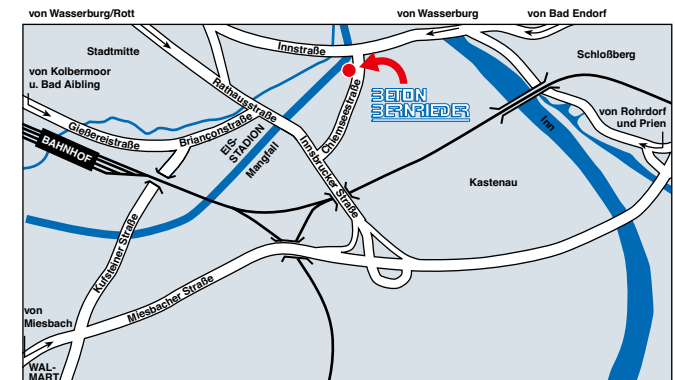 von Wasserburg/Rott
von Wasserburg
von Bad Endorf
Innstraße
Stadtmitte
Schloßberg
von Kolbermoor
u. Bad Aibling
Rathausstraße
Chiemseestraße
BETON
BERNRIEDER
von Rohrdorf
und Prien
Gießereistraße
Briançonstraße
EIS-
STADION
Mangfall
Inn
BAHNHOF
Innsbrucker Straße
Kastenau
Kufsteiner Straße
Miesbacher Straße
von
Miesbach
WAL-
MART